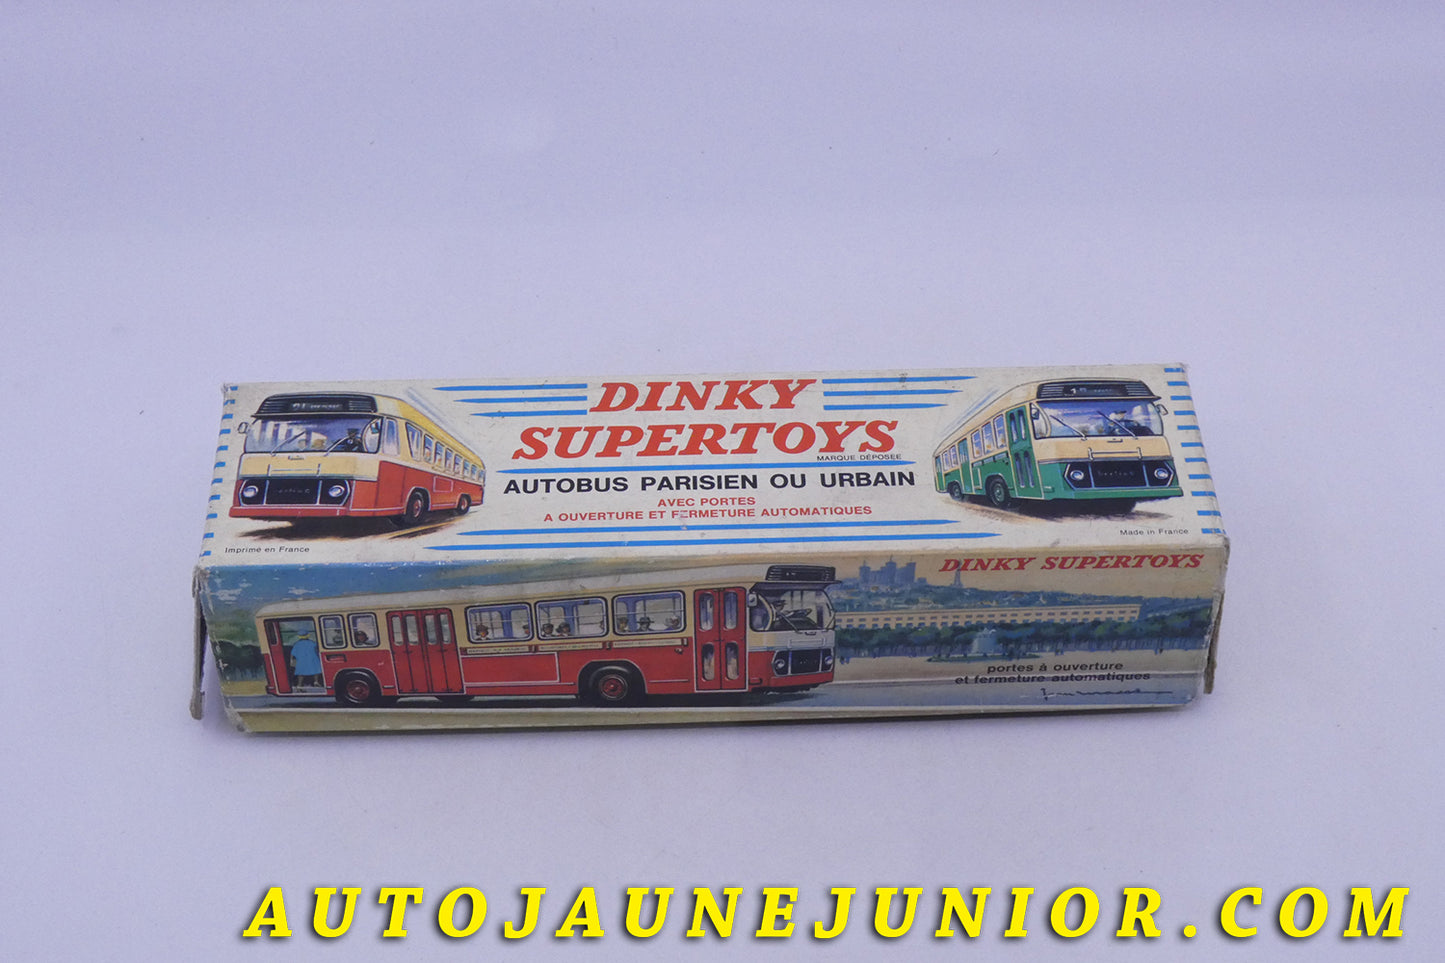 DINKY
SUPERTOYS
MARQUE DÉPOSÉE
AUTOBUS PARISIEN OU URBAIN
AVEC PORTES
A OUVERTURE ET FERMETURE AUTOMATIQUES
Imprimé en France
Made in France
DINKY SUPERTOYS
portes à ouverture
et fermeture automatiques
AUTOJAUNEJUNIOR.COM